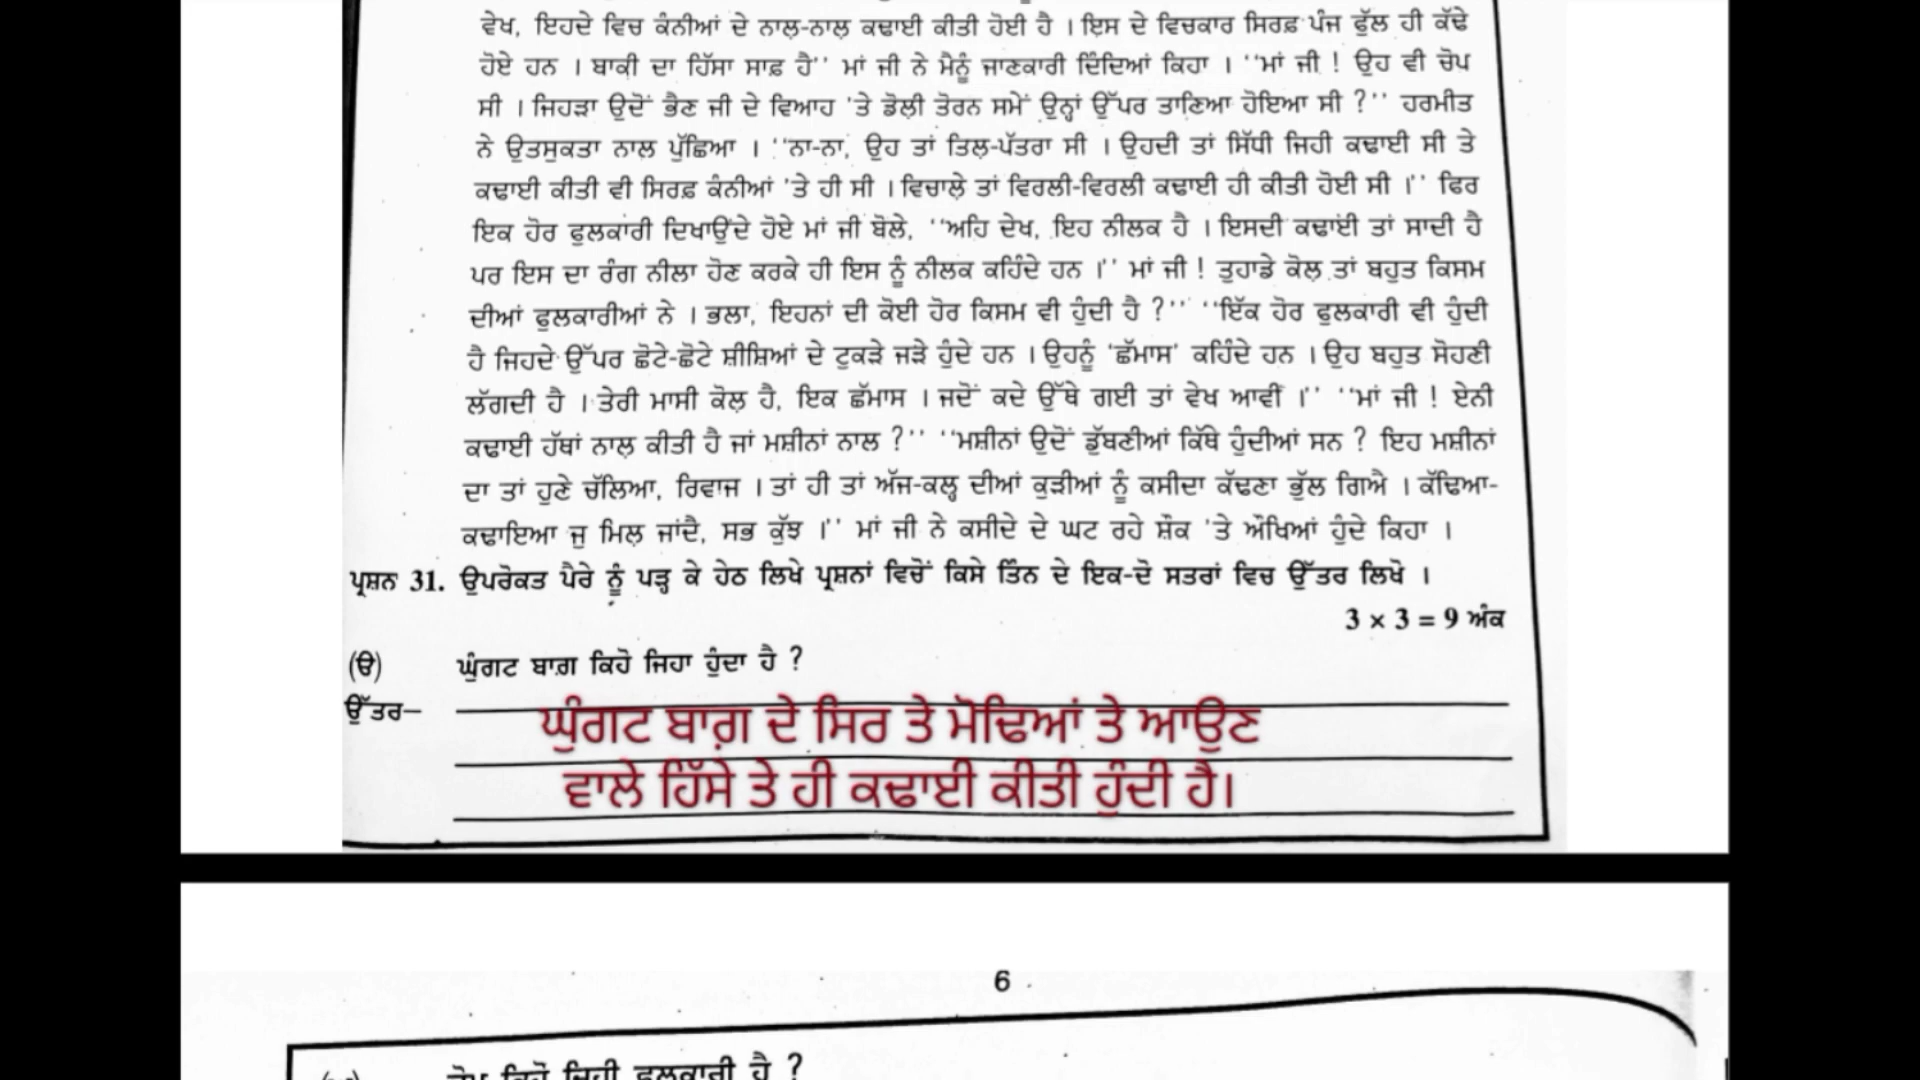 ਵੇਖ, ਇਹਦੇ ਵਿਚ ਕੰਨੀਆਂ ਦੇ ਨਾਲ਼-ਨਾਲ਼ ਕਢਾਈ ਕੀਤੀ ਹੋਈ ਹੈ । ਇਸ ਦੇ ਵਿਚਕਾਰ ਸਿਰਫ਼ ਪੰਜ ਫੁੱਲ ਹੀ ਕੱਢੇ
ਹੋਏ ਹਨ । ਬਾਕੀ ਦਾ ਹਿੱਸਾ ਸਾਫ਼ ਹੈ'' ਮਾਂ ਜੀ ਨੇ ਮੈਨੂੰ ਜਾਣਕਾਰੀ ਦਿੰਦਿਆਂ ਕਿਹਾ । ''ਮਾਂ ਜੀ ! ਉਹ ਵੀ ਚੋਪ
ਸੀ । ਜਿਹੜਾ ਉਦੋਂ ਭੈਣ ਜੀ ਦੇ ਵਿਆਹ 'ਤੇ ਡੋਲ਼ੀ ਤੋਰਨ ਸਮੇਂ ਉਨ੍ਹਾਂ ਉੱਪਰ ਤਾਣਿਆ ਹੋਇਆ ਸੀ ?'' ਹਰਮੀਤ
ਨੇ ਉਤਸੁਕਤਾ ਨਾਲ ਪੁੱਛਿਆ । ''ਨਾ-ਨਾ, ਉਹ ਤਾਂ ਤਿਲ਼-ਪੱਤਰਾ ਸੀ । ਉਹਦੀ ਤਾਂ ਸਿੱਧੀ ਜਿਹੀ ਕਢਾਈ ਸੀ ਤੇ
ਕਢਾਈ ਕੀਤੀ ਵੀ ਸਿਰਫ਼ ਕੰਨੀਆਂ 'ਤੇ ਹੀ ਸੀ । ਵਿਚਾਲ਼ੇ ਤਾਂ ਵਿਰਲੀ-ਵਿਰਲੀ ਕਢਾਈ ਹੀ ਕੀਤੀ ਹੋਈ ਸੀ ।'' ਫਿਰ
ਇਕ ਹੋਰ ਫੁਲਕਾਰੀ ਦਿਖਾਉਂਦੇ ਹੋਏ ਮਾਂ ਜੀ ਬੋਲੇ, ''ਅਹਿ ਦੇਖ, ਇਹ ਨੀਲਕ ਹੈ । ਇਸਦੀ ਕਢਾਈ ਤਾਂ ਸਾਦੀ ਹੈ
ਪਰ ਇਸ ਦਾ ਰੰਗ ਨੀਲਾ ਹੋਣ ਕਰਕੇ ਹੀ ਇਸ ਨੂੰ ਨੀਲਕ ਕਹਿੰਦੇ ਹਨ ।'' ਮਾਂ ਜੀ ! ਤੁਹਾਡੇ ਕੋਲ਼ ਤਾਂ ਬਹੁਤ ਕਿਸਮ
ਦੀਆਂ ਫੁਲਕਾਰੀਆਂ ਨੇ । ਭਲਾ, ਇਹਨਾਂ ਦੀ ਕੋਈ ਹੋਰ ਕਿਸਮ ਵੀ ਹੁੰਦੀ ਹੈ ?'' ''ਇੱਕ ਹੋਰ ਫੁਲਕਾਰੀ ਵੀ ਹੁੰਦੀ
ਹੈ ਜਿਹਦੇ ਉੱਪਰ ਛੋਟੇ-ਛੋਟੇ ਸ਼ੀਸ਼ਿਆਂ ਦੇ ਟੁਕੜੇ ਜੜੇ ਹੁੰਦੇ ਹਨ । ਉਹਨੂੰ 'ਛੱਮਾਸ' ਕਹਿੰਦੇ ਹਨ । ਉਹ ਬਹੁਤ ਸੋਹਣੀ
ਲੱਗਦੀ ਹੈ । ਤੇਰੀ ਮਾਸੀ ਕੋਲ਼ ਹੈ, ਇਕ ਛੱਮਾਸ । ਜਦੋਂ ਕਦੇ ਉੱਥੇ ਗਈ ਤਾਂ ਵੇਖ ਆਵੀਂ ।'' ''ਮਾਂ ਜੀ ! ਏਨੀ
ਕਢਾਈ ਹੱਥਾਂ ਨਾਲ਼ ਕੀਤੀ ਹੈ ਜਾਂ ਮਸ਼ੀਨਾਂ ਨਾਲ ?'' ''ਮਸ਼ੀਨਾਂ ਉਦੋਂ ਡੁੱਬਣੀਆਂ ਕਿੱਥੇ ਹੁੰਦੀਆਂ ਸਨ ? ਇਹ ਮਸ਼ੀਨਾਂ
ਦਾ ਤਾਂ ਹੁਣੇ ਚੱਲਿਆ, ਰਿਵਾਜ । ਤਾਂ ਹੀ ਤਾਂ ਅੱਜ-ਕਲ੍ਹ ਦੀਆਂ ਕੁੜੀਆਂ ਨੂੰ ਕਸੀਦਾ ਕੱਢਣਾ ਭੁੱਲ ਗਿਐ । ਕੱਢਿਆ-
ਕਢਾਇਆ ਜੁ ਮਿਲ਼ ਜਾਂਦੈ, ਸਭ ਕੁੱਝ ।'' ਮਾਂ ਜੀ ਨੇ ਕਸੀਦੇ ਦੇ ਘਟ ਰਹੇ ਸ਼ੌਕ 'ਤੇ ਔਖਿਆਂ ਹੁੰਦੇ ਕਿਹਾ ।
ਪ੍ਰਸ਼ਨ 31. ਉਪਰੋਕਤ ਪੈਰੇ ਨੂੰ ਪੜ੍ਹ ਕੇ ਹੇਠ ਲਿਖੇ ਪ੍ਰਸ਼ਨਾਂ ਵਿਚੋਂ ਕਿਸੇ ਤਿੰਨ ਦੇ ਇਕ-ਦੋ ਸਤਰਾਂ ਵਿਚ ਉੱਤਰ ਲਿਖੋ ।
3 × 3 = 9 ਅੰਕ
(ੳ) ਘੁੰਗਟ ਬਾਗ਼ ਕਿਹੋ ਜਿਹਾ ਹੁੰਦਾ ਹੈ ?
ਉੱਤਰ–
ਘੁੰਗਟ ਬਾਗ਼ ਦੇ ਸਿਰ ਤੇ ਮੋਢਿਆਂ ਤੇ ਆਉਣ
ਵਾਲੇ ਹਿੱਸੇ ਤੇ ਹੀ ਕਢਾਈ ਕੀਤੀ ਹੁੰਦੀ ਹੈ।
6
ਚੋਪ ਕਿਹੋ ਜਿਹੀ ਫੁਲਕਾਰੀ ਹੈ ?